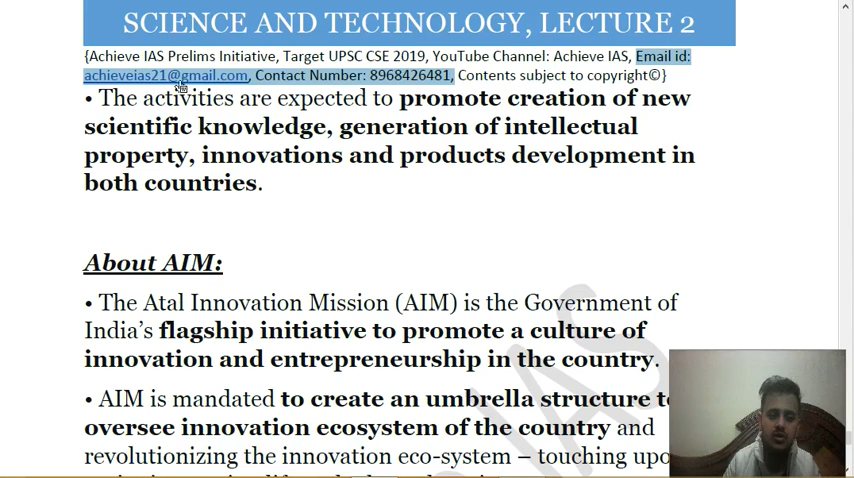 SCIENCE AND TECHNOLOGY, LECTURE 2
{Achieve IAS Prelims Initiative, Target UPSC CSE 2019, YouTube Channel: Achieve IAS, Email id:
achieveias21@gmail.com, Contact Number: 8968426481, Contents subject to copyright©}
• The activities are expected to promote creation of new
scientific knowledge, generation of intellectual
property, innovations and products development in
both countries.
About AIM:
• The Atal Innovation Mission (AIM) is the Government of
India's flagship initiative to promote a culture of
innovation and entrepreneurship in the country.
• AIM is mandated to create an umbrella structure t
oversee innovation ecosystem of the country and
revolutionizing the innovation eco-system – touching upo
IAS